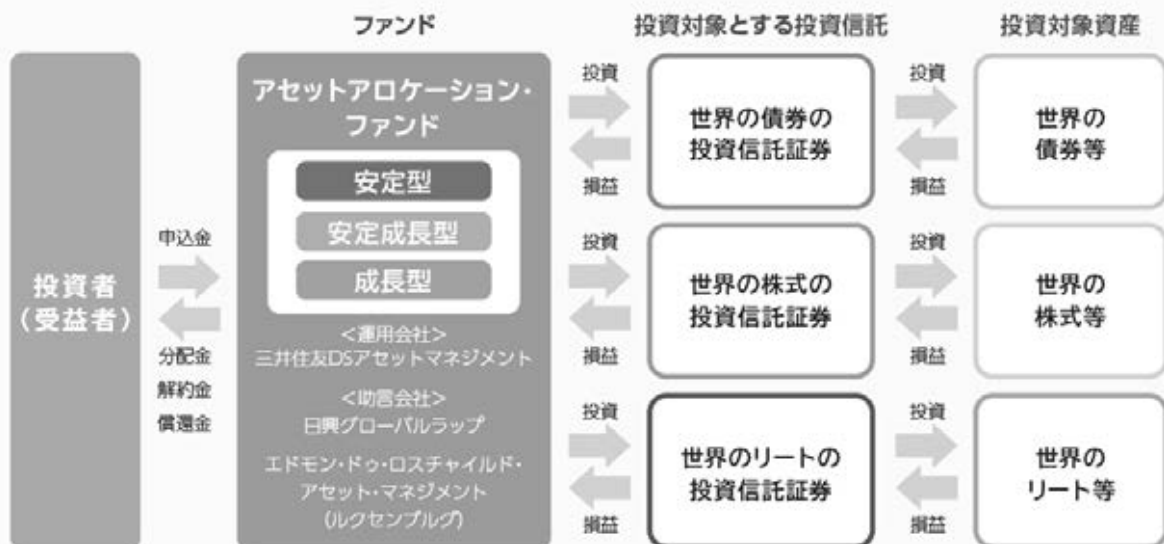 ファンド
投資対象とする投資信託
投資対象資産
投資者
（受益者）
申込金
分配金
解約金
償還金
アセットアロケーション・
ファンド
安定型
安定成長型
成長型
＜運用会社＞
三井住友DSアセットマネジメント
＜助言会社＞
日興グローバルラップ
エドモン・ドゥ・ロスチャイルド・
アセット・マネジメント
(ルクセンブルグ)
投資
損益
世界の債券の
投資信託証券
投資
損益
世界の
債券等
投資
損益
世界の株式の
投資信託証券
投資
損益
世界の
株式等
投資
損益
世界のリートの
投資信託証券
投資
損益
世界の
リート等